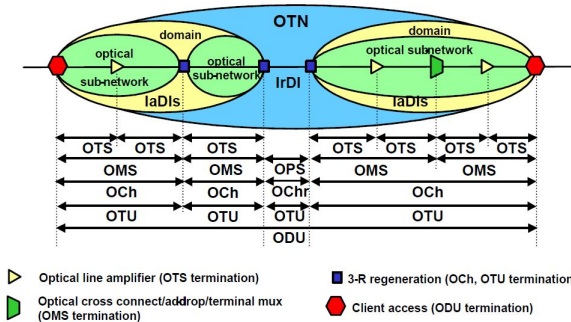 OTN
domain
domain
optical
sub-network
optical
sub-network
optical subnetwork
IaDIs
IrDI
IaDIs
OTS OTS OTS OTS OTS OTS OTS
OMS OMS OPS OMS OMS
OCh OCh OChr OCh
OTU OTU OTU OTU
ODU
Optical line amplifier (OTS termination)
3-R regeneration (OCh, OTU termination
Optical cross connect/add-drop/terminal mux
(OMS termination)
Client access (ODU termination)